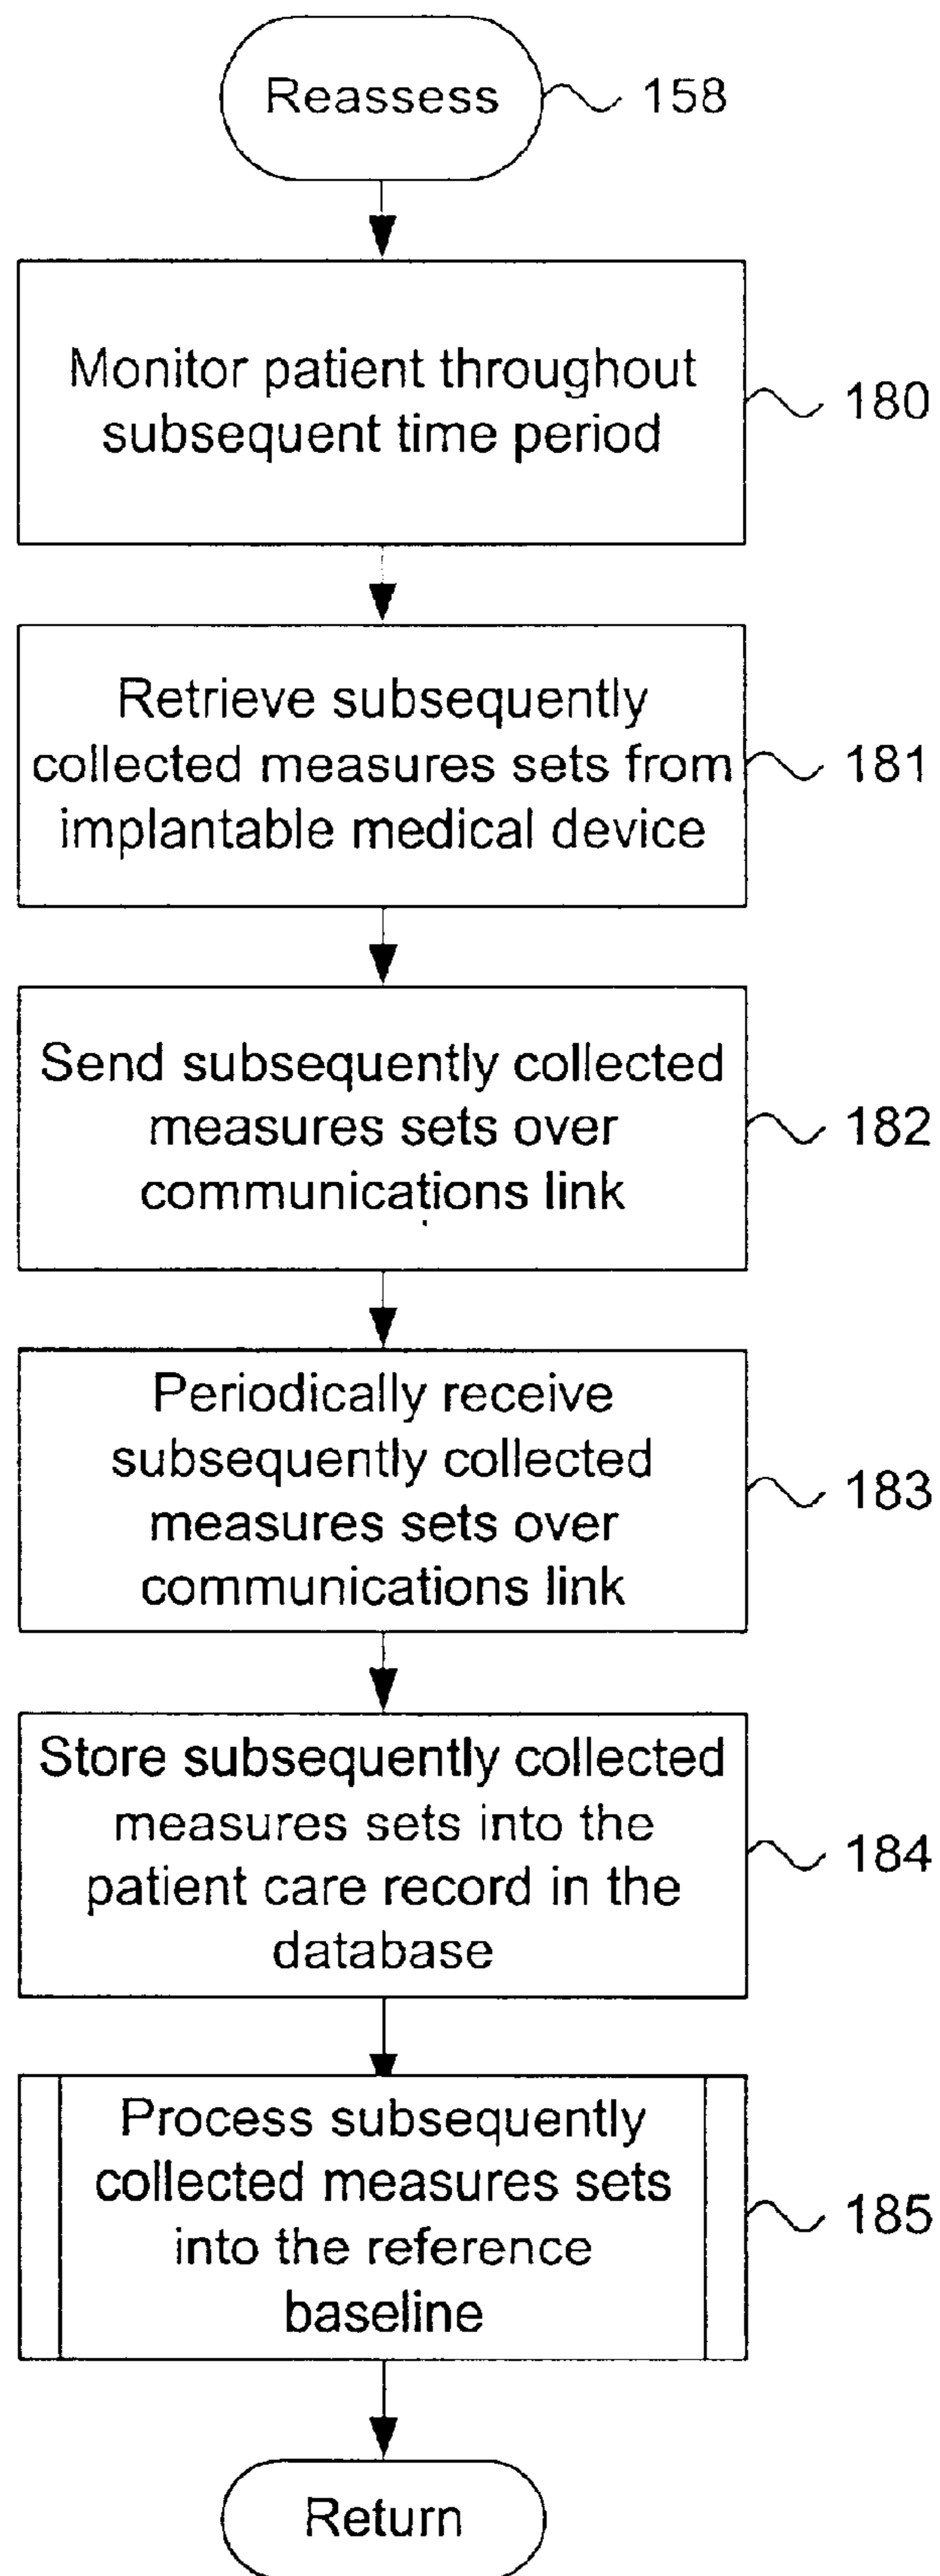 Reassess
158
Monitor patient throughout
subsequent time period
180
Retrieve subsequently
collected measures sets from
implantable medical device
181
Send subsequently collected
measures sets over
communications link
182
Periodically receive
subsequently collected
measures sets over
communications link
183
Store subsequently collected
measures sets into the
patient care record in the
database
184
Process subsequently
collected measures sets
into the reference
baseline
185
Return